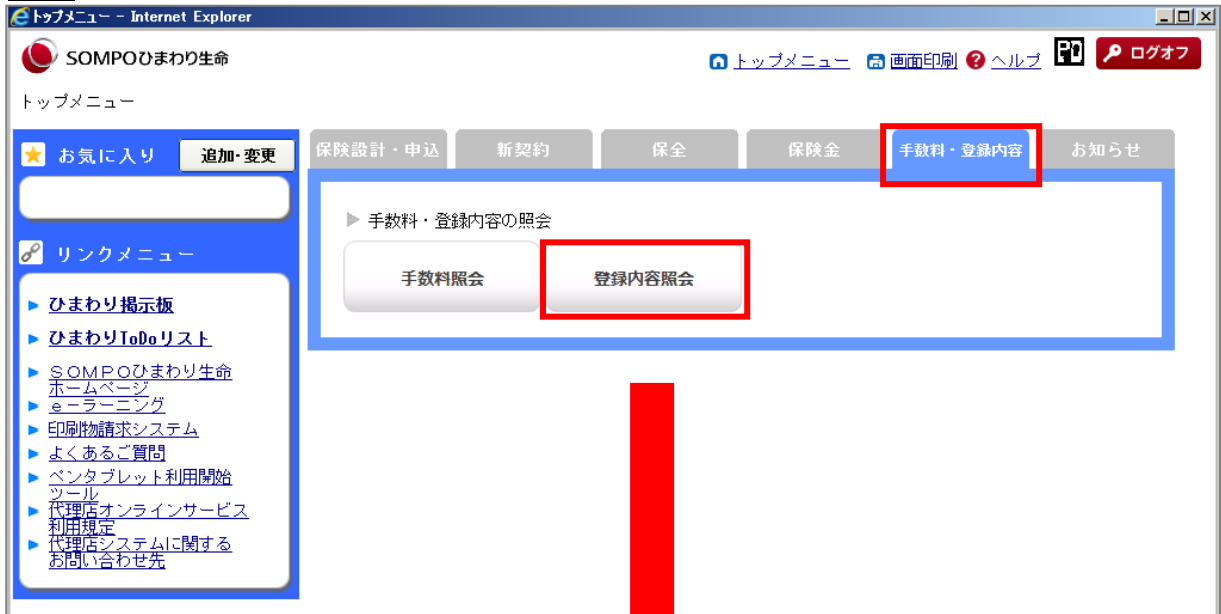 トップメニュー - Internet Explorer
SOMPOひまわり生命
トップメニュー 画面印刷 ヘルプ ログオフ
トップメニュー
お気に入り 追加・変更
リンクメニュー
ひまわり掲示板
ひまわりToDoリスト
ＳＯＭＰＯひまわり生命
ホームページ
ｅ－ラーニング
印刷物請求システム
よくあるご質問
ペンタブレット利用開始
ツール
代理店オンラインサービス
利用規定
代理店システムに関する
お問い合わせ先
保険設計・申込 新契約 保全 保険金 手数料・登録内容 お知らせ
手数料・登録内容の照会
手数料照会 登録内容照会